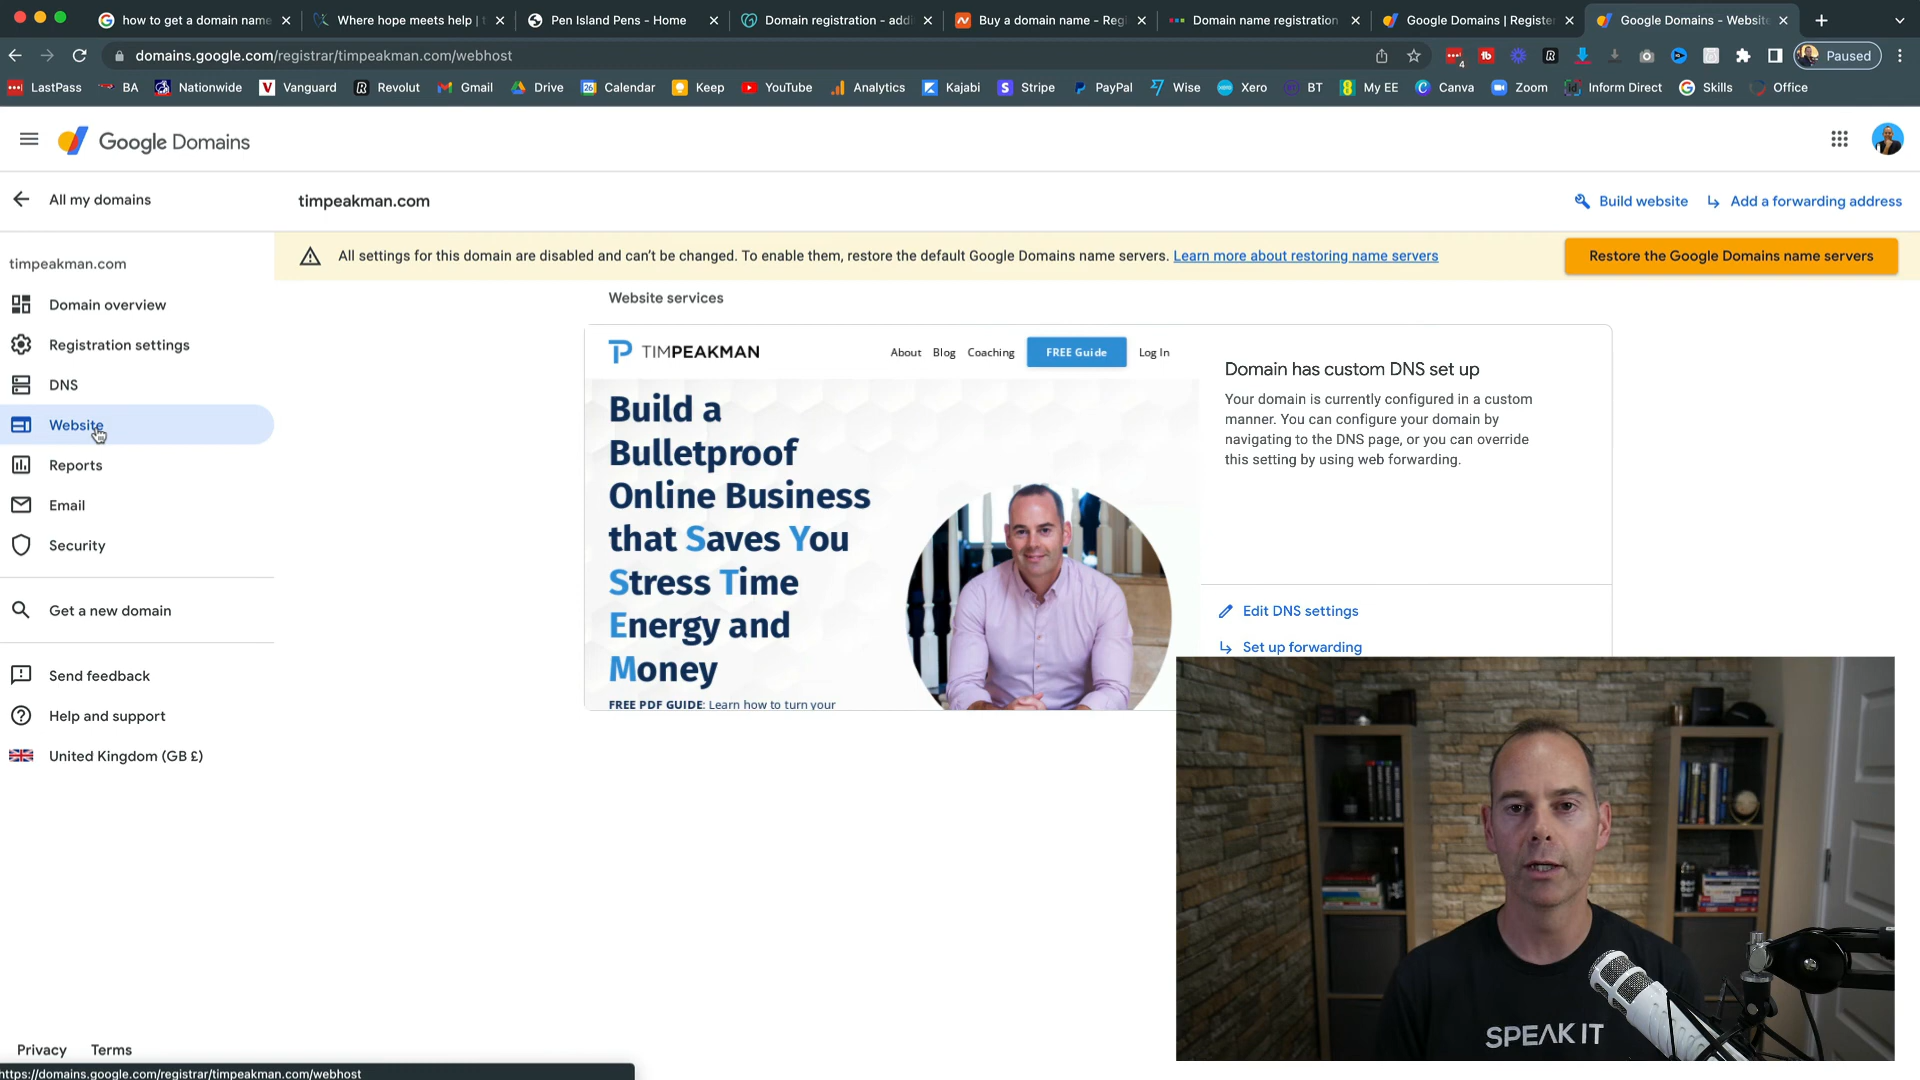 how to get a domain name
Where hope meets help |
Pen Island Pens - Home
Domain registration - addi
Buy a domain name - Regi
Domain name registration
Google Domains | Register
Google Domains - Website
domains.google.com/registrar/timpeakman.com/webhost
4
Paused
LastPass
BA
Nationwide
Vanguard
Revolut
Gmail
Drive
26
Calendar
Keep
YouTube
Analytics
Kajabi
Stripe
PayPal
Wise
Xero
BT
My EE
Canva
Zoom
Inform Direct
Skills
Office
Google Domains
All my domains
timpeakman.com
Build website
Add a forwarding address
timpeakman.com
All settings for this domain are disabled and can't be changed. To enable them, restore the default Google Domains name servers. Learn more about restoring name servers
Restore the Google Domains name servers
Domain overview
Registration settings
DNS
Website
Reports
Email
Security
Get a new domain
Send feedback
Help and support
United Kingdom (GB £)
Website services
TIMPEAKMAN
About
Blog
Coaching
FREE Guide
Log In
Build a
Bulletproof
Online Business
that Saves You
Stress Time
Energy and
Money
FREE PDF GUIDE: Learn how to turn your
Domain has custom DNS set up
Your domain is currently configured in a custom
manner. You can configure your domain by
navigating to the DNS page, or you can override
this setting by using web forwarding.
Edit DNS settings
Set up forwarding
SPEAK IT
Privacy
Terms
https://domains.google.com/registrar/timpeakman.com/webhost